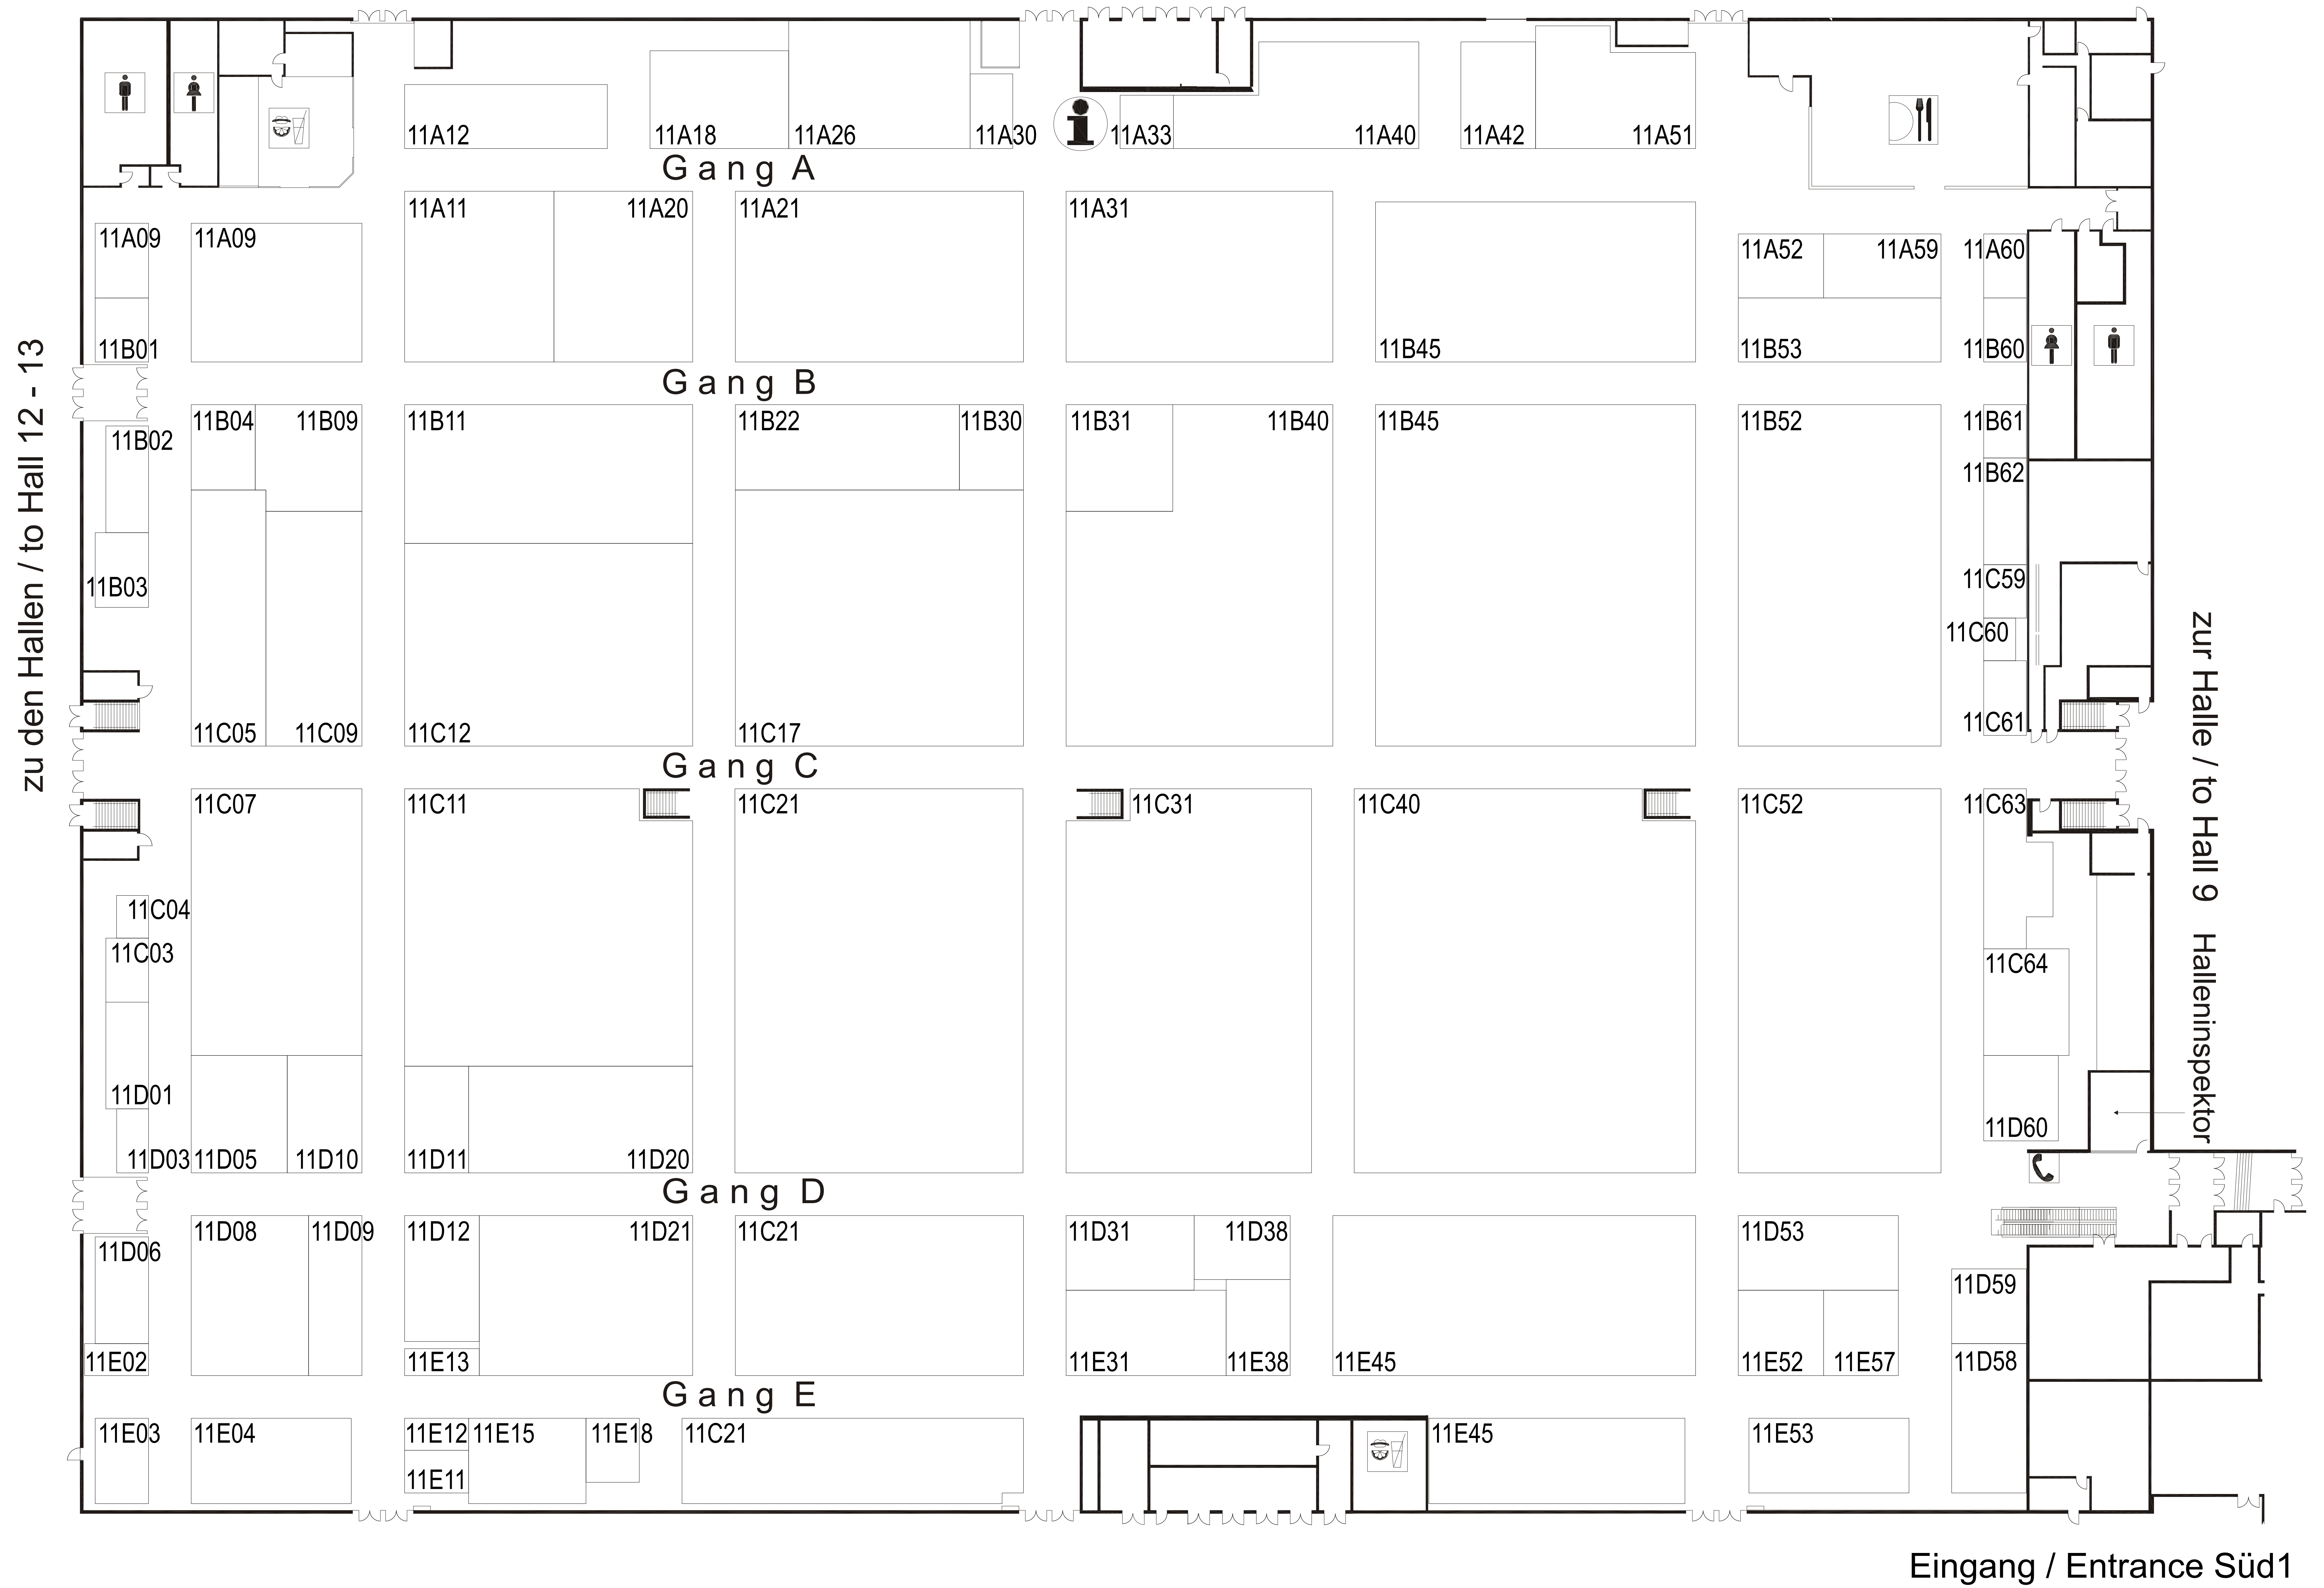 11A12
11A18
11A26
11A30
11A33
11A40
11A42
11A51
Gang A
11A11
11A20
11A21
11A31
11A09
11A09
11A52
11A59
11A60
11B01
11B45
11B53
11B60
zu den Hallen / to Hall 12 - 13
Gang B
11B02
11B04
11B09
11B11
11B22
11B30
11B31
11B40
11B45
11B52
11B61
11B62
11B03
11C59
11C60
11C05
11C09
11C12
11C17
11C61
zur Halle / to Hall 9
Halleninspektor
Gang C
11C07
11C11
11C21
11C31
11C40
11C52
11C63
11C04
11C03
11C64
11D01
11D60
11D03
11D05
11D10
11D11
11D20
Gang D
11D08
11D09
11D12
11D21
11C21
11D31
11D38
11D53
11D06
11D59
11E02
11E13
11E31
11E38
11E45
11E52
11E57
11D58
Gang E
11E03
11E04
11E12
11E15
11E18
11C21
11E45
11E53
11E11
Eingang / Entrance Süd1